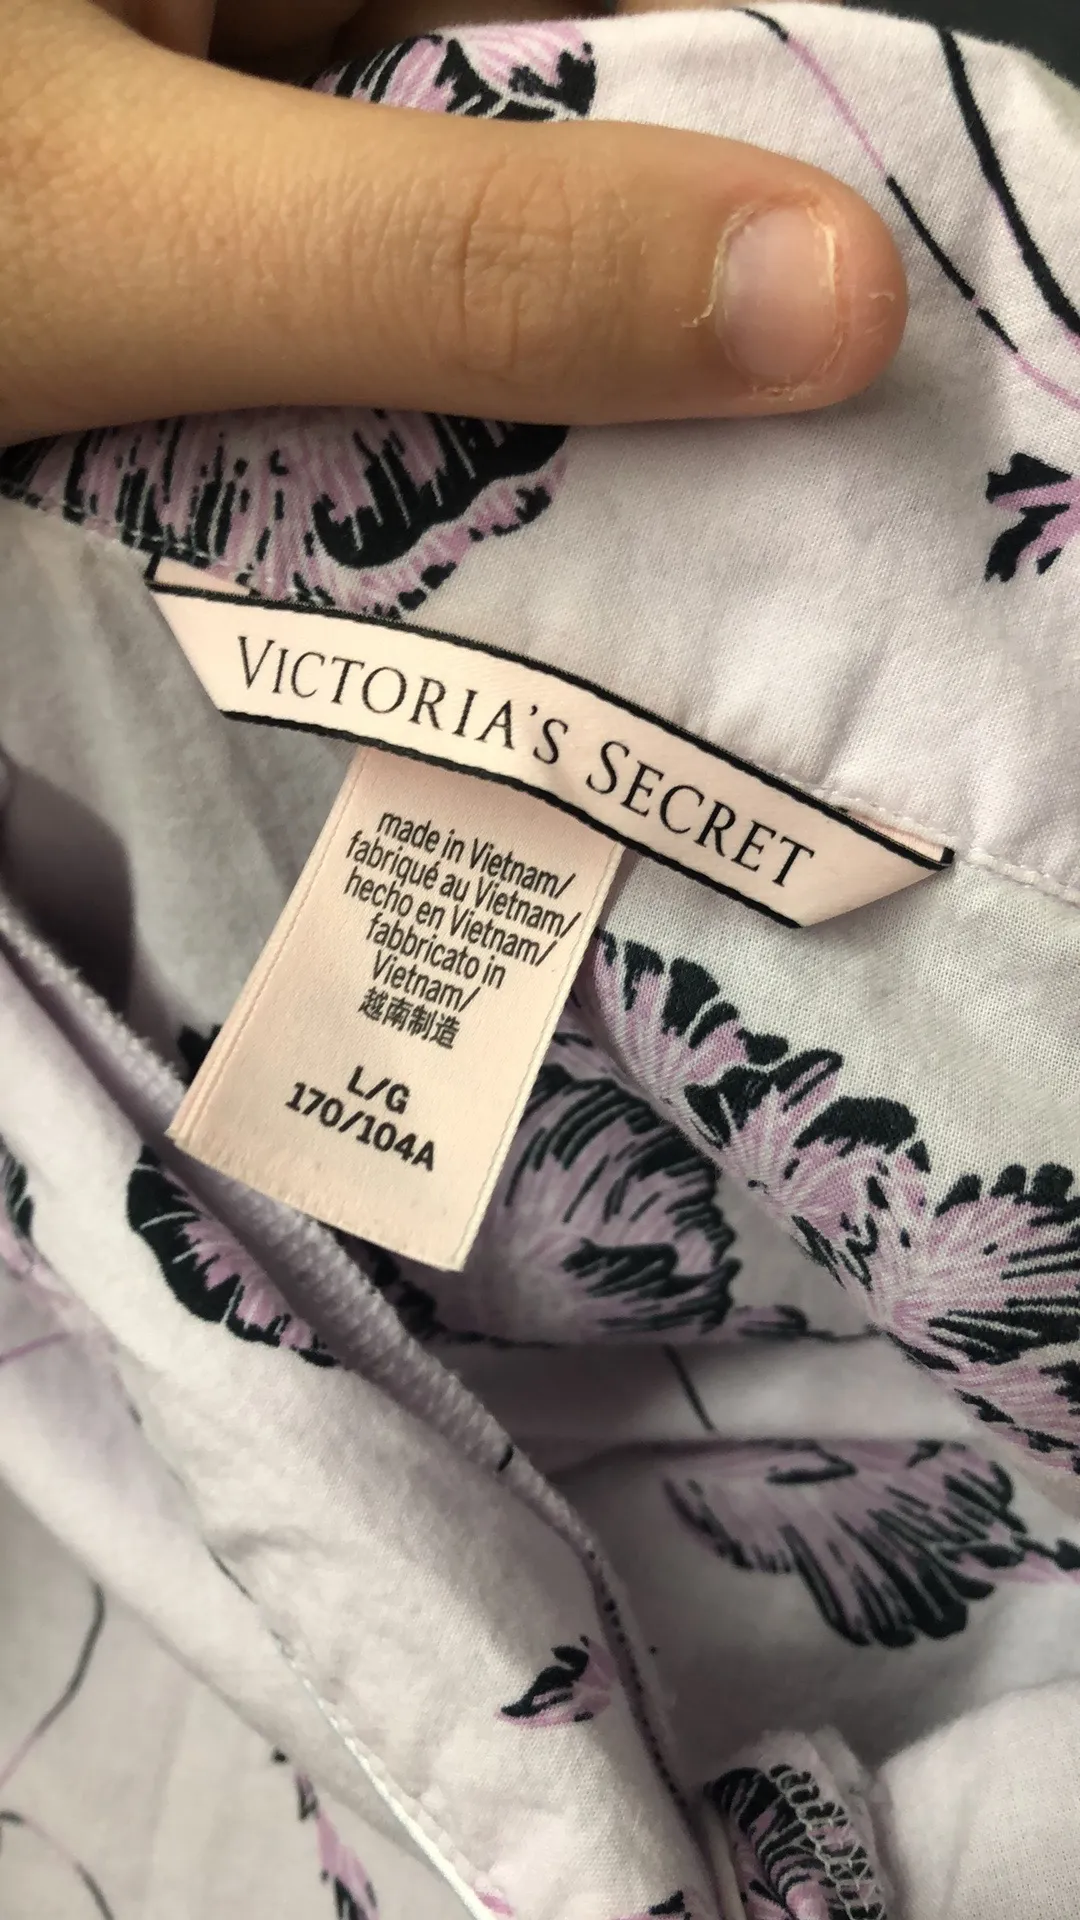 VICTORIA'S SECRET
made in Vietnam/
fabriqué au Vietnam/
hecho en Vietnam/
fabbricato in
Vietnam/
越南制造
L/G
170/104A